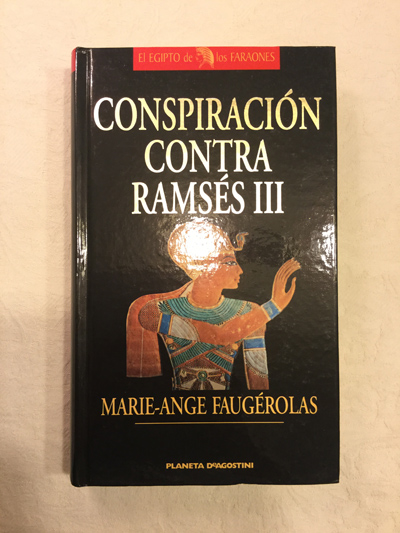 El EGIPTO de los FARAONES
CONSPIRACIÓN
CONTRA
RAMSÉS III
MARIE-ANGE FAUGÉROLAS
PLANETA DEAGOSTINI